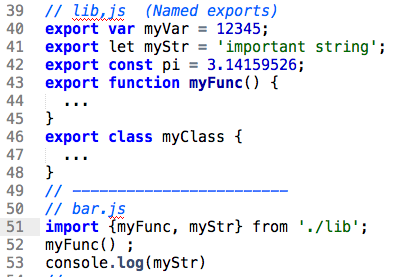 39 // lib,js  (Named exports)
40 export var myVar = 12345;
41 export let myStr = 'important string';
42 export const pi = 3.14159526;
43 export function myFunc() {
44   ...
45 }
46 export class myClass {
47   ...
48 }
49 // -------------------------
50 // bar.js
51 import {myFunc, myStr} from './lib';
52 myFunc() ;
53 console.log(myStr)